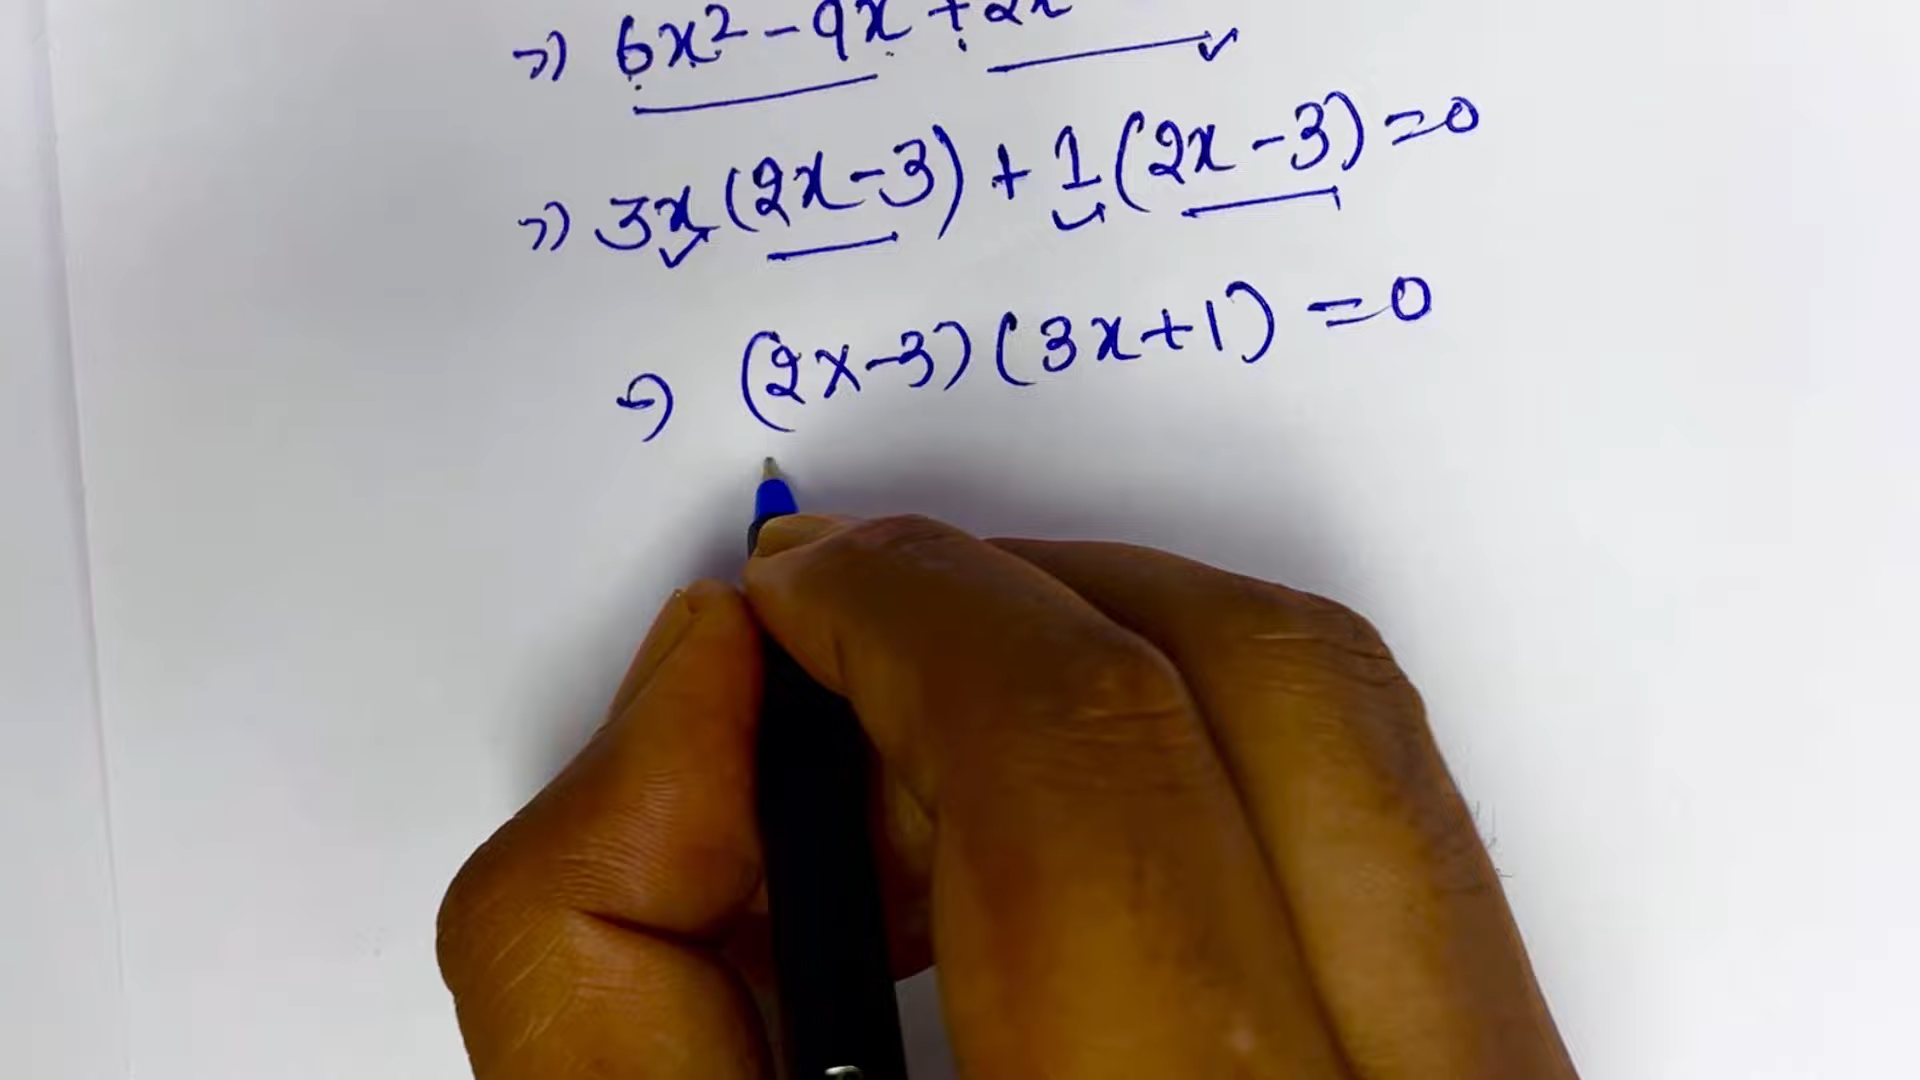 ⇒ 6x² - 9x + 2x
⇒ 3x (2x-3) + 1 (2x-3) = 0
⇒ (2x-3) (3x+1) = 0